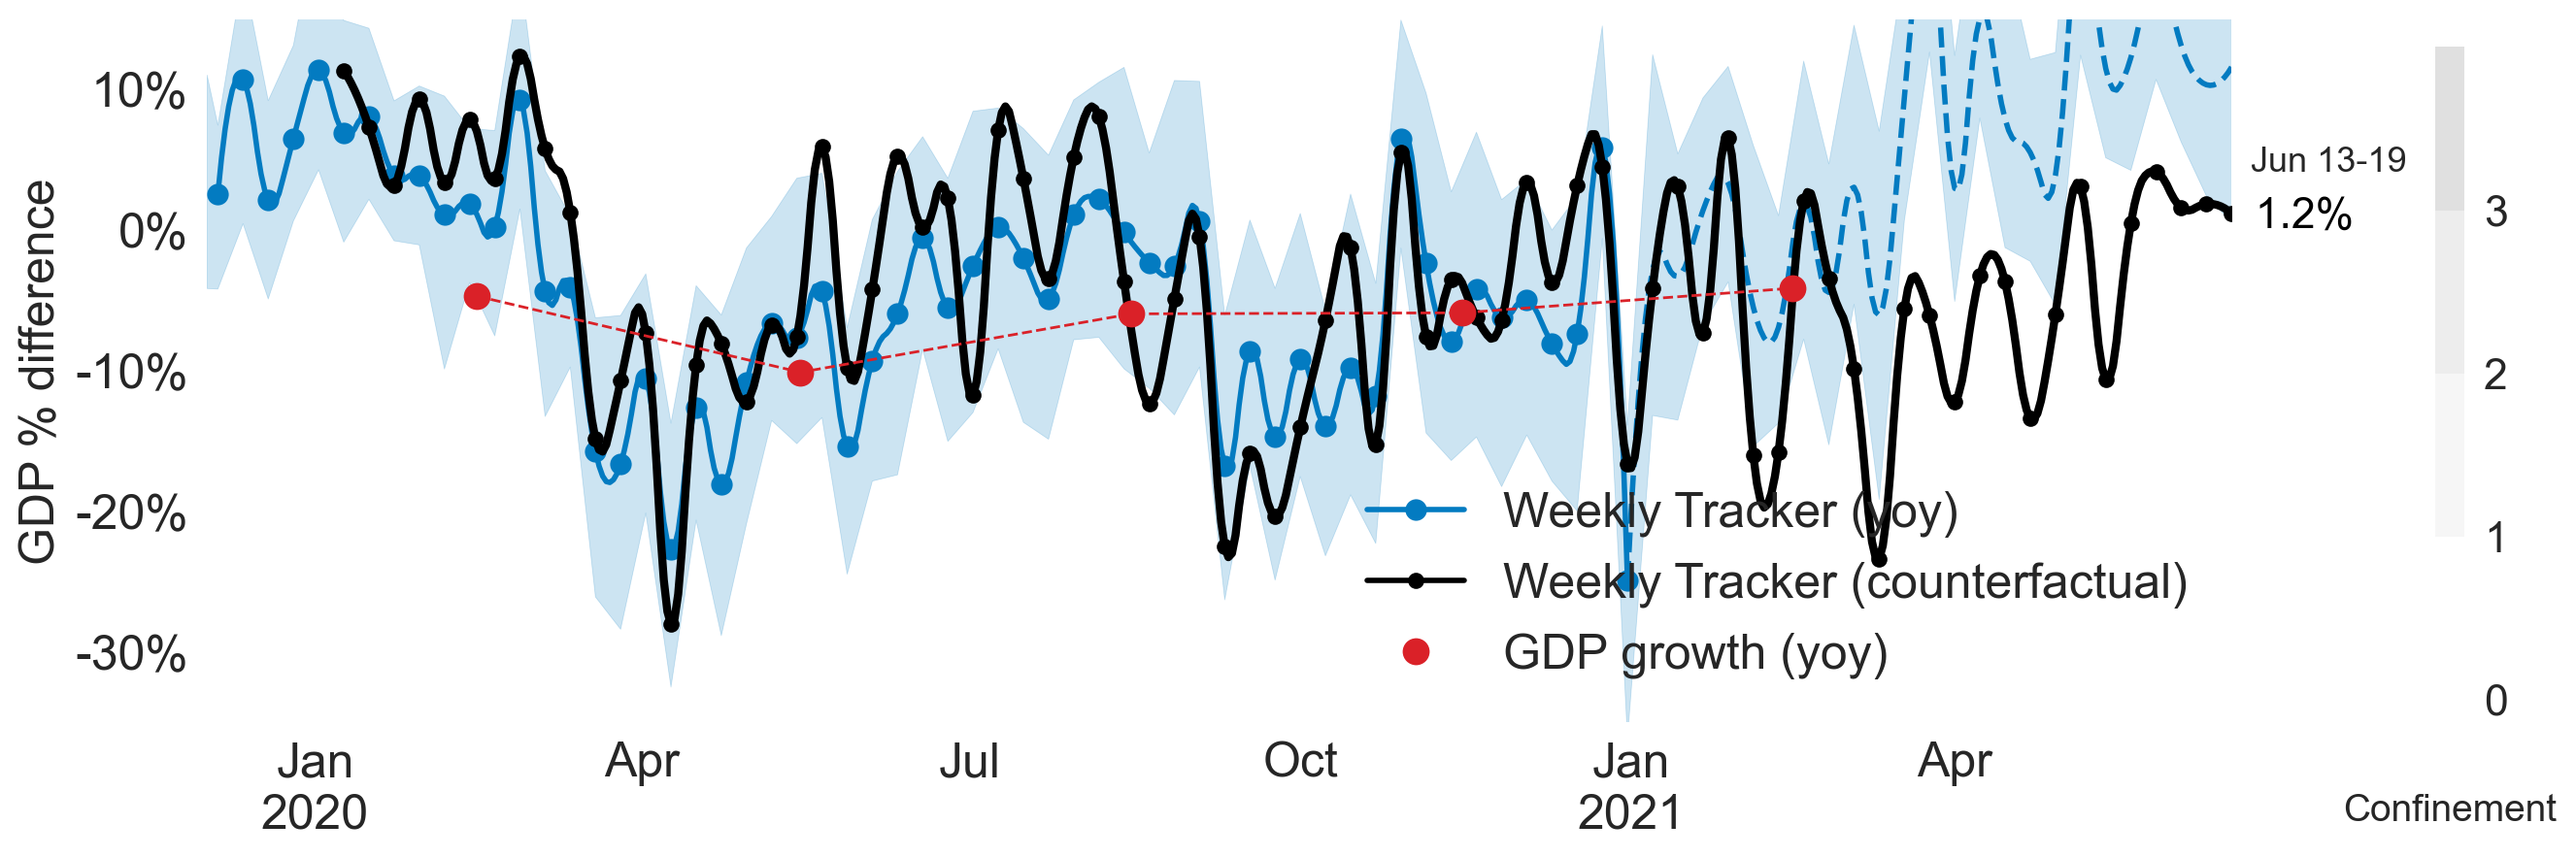 GDP % difference
10%
0%
-10%
-20%
-30%
Jan
2020
Apr
Jul
Oct
Jan
2021
Apr
Weekly Tracker (yoy)
Weekly Tracker (counterfactual)
GDP growth (yoy)
Jun 13-19
1.2%
3
2
1
0
Confinement